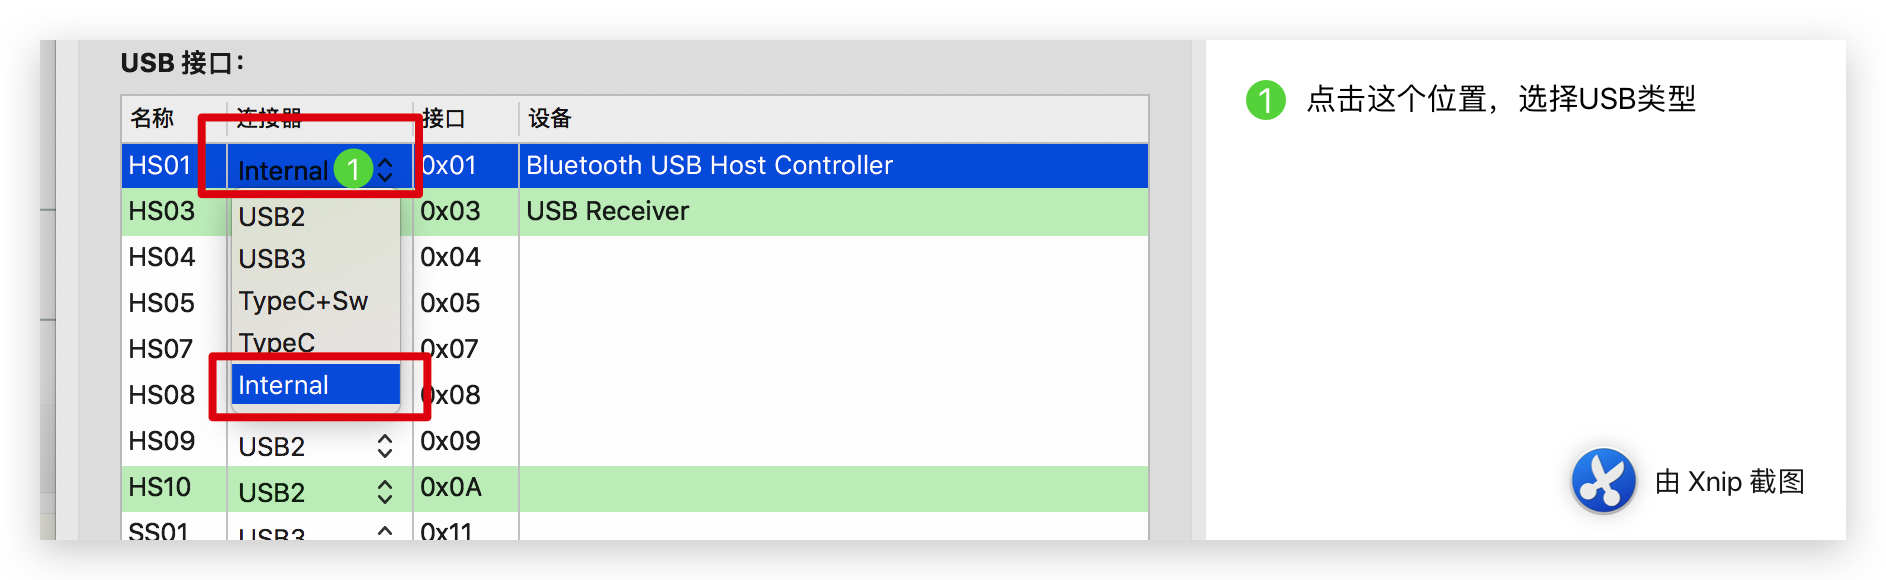 USB 接口：
名称 连接器 接口 设备
HS01 Internal 1 0x01 Bluetooth USB Host Controller
HS03 USB2 0x03 USB Receiver
HS04 USB3 0x04
HS05 TypeC+Sw 0x05
HS07 TypeC 0x07
HS08 Internal 0x08
HS09 USB2 0x09
HS10 USB2 0x0A
SS01 USB3 0x11
1 点击这个位置，选择USB类型
由 Xnip 截图